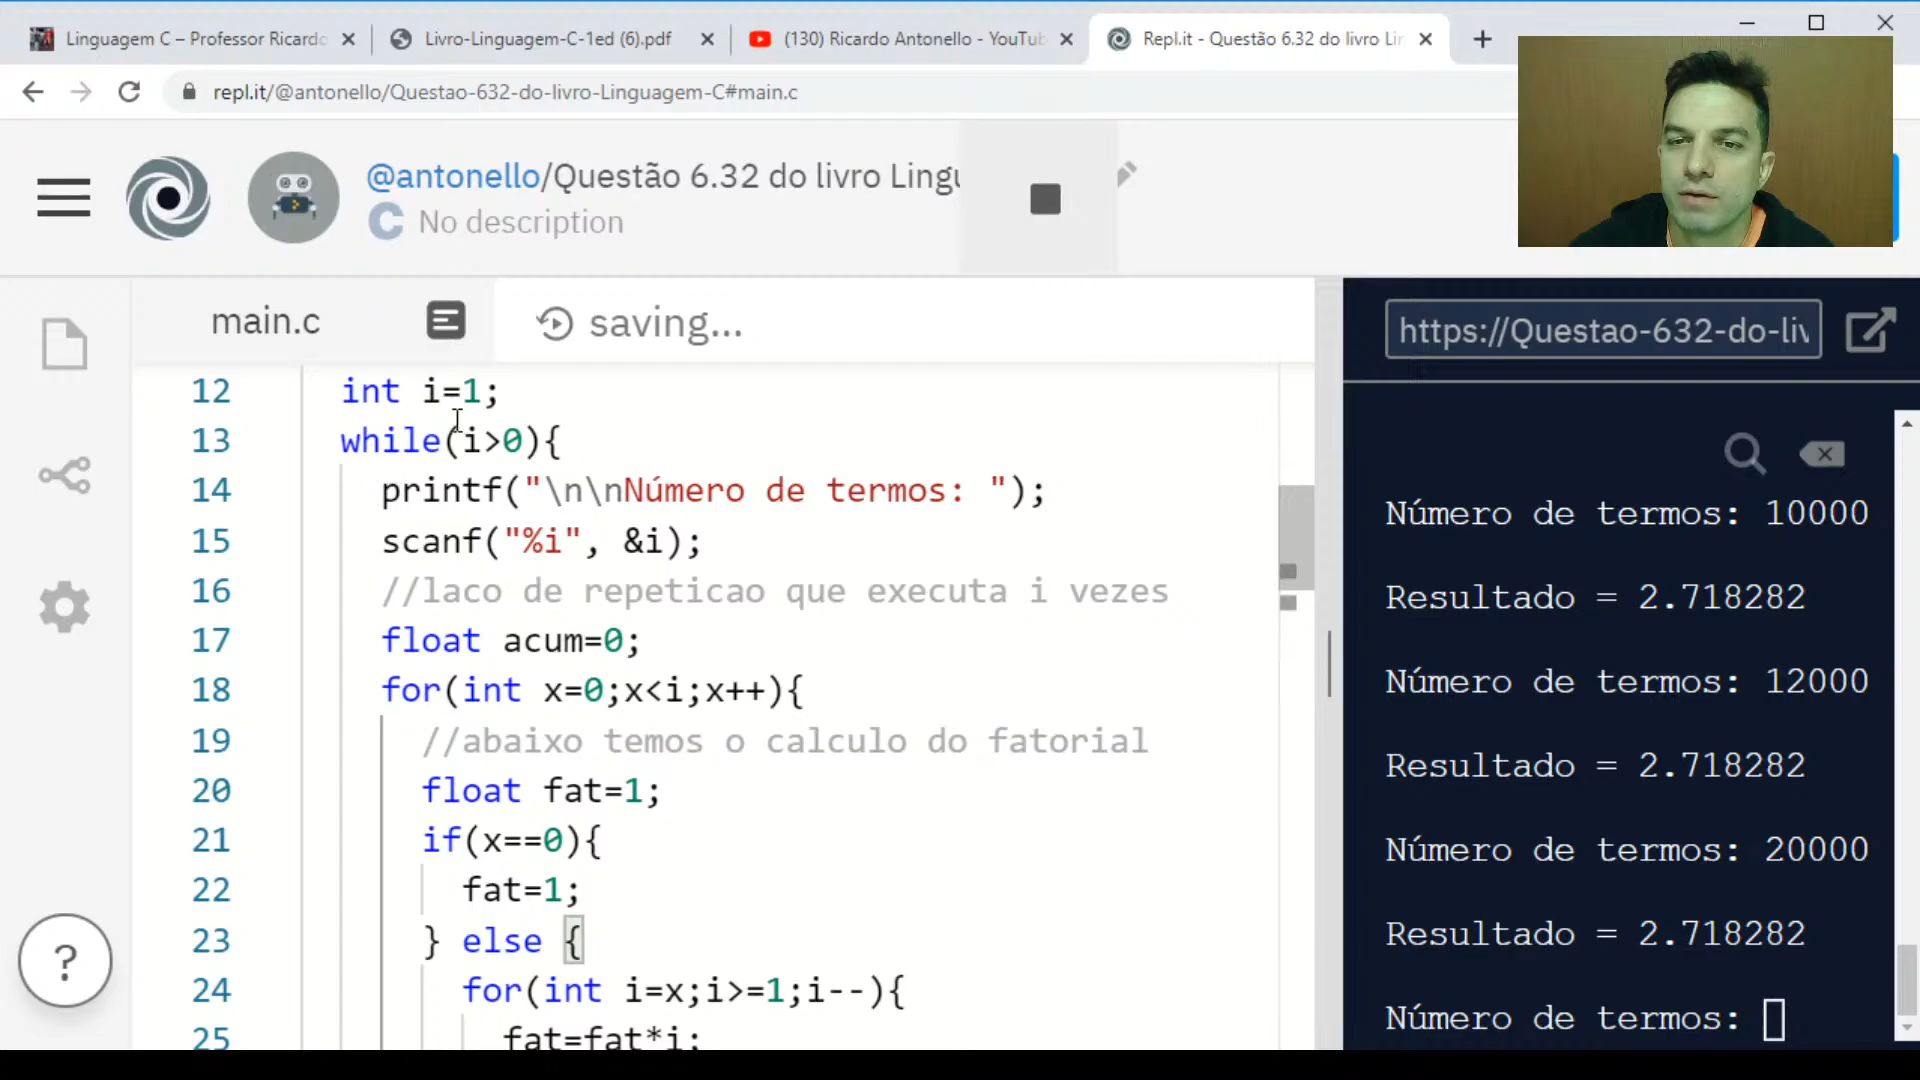 Linguagem C – Professor Ricardo
Livro-Linguagem-C-1ed (6).pdf
(130) Ricardo Antonello - YouTub
Repl.it - Questão 6.32 do livro Lin
repl.it/@antonello/Questao-632-do-livro-Linguagem-C#main.c
@antonello/Questão 6.32 do livro Lingu
C No description
main.c
saving...
https://Questao-632-do-liv
12 int i=1;
13 while(i>0){
14 printf("\n\nNúmero de termos: ");
15 scanf("%i", &i);
16 //laco de repeticao que executa i vezes
17 float acum=0;
18 for(int x=0;x<i;x++){
19 //abaixo temos o calculo do fatorial
20 float fat=1;
21 if(x==0){
22 fat=1;
23 } else {
24 for(int i=x;i>=1;i--){
25 fat=fat*i;
Número de termos: 10000
Resultado = 2.718282
Número de termos: 12000
Resultado = 2.718282
Número de termos: 20000
Resultado = 2.718282
Número de termos:
?